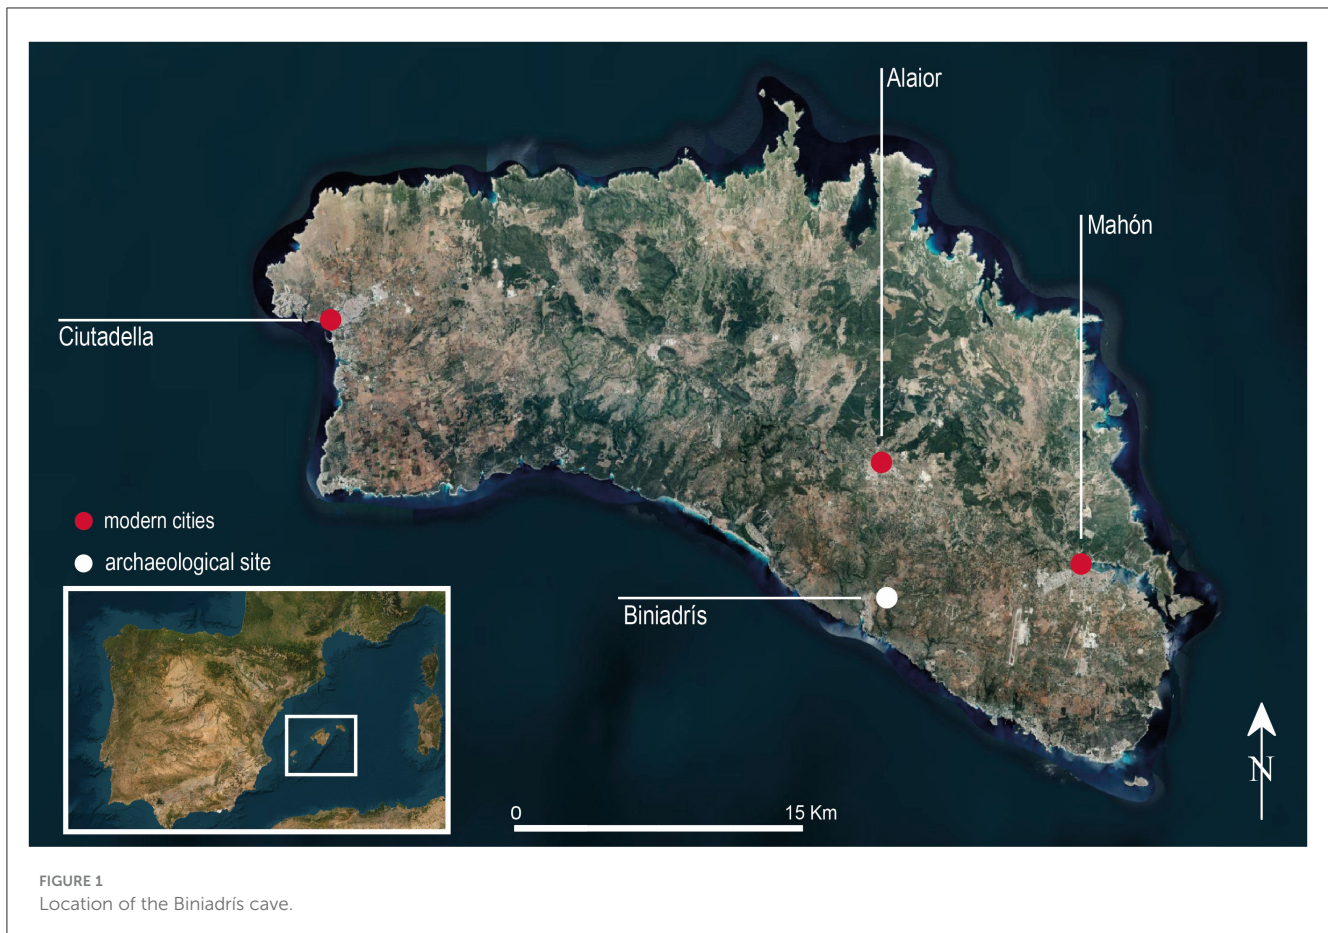 Alaior
Mahón
Ciutadella
modern cities
archaeological site
Biniadrís
0 15 Km
N
FIGURE 1
Location of the Biniadrís cave.